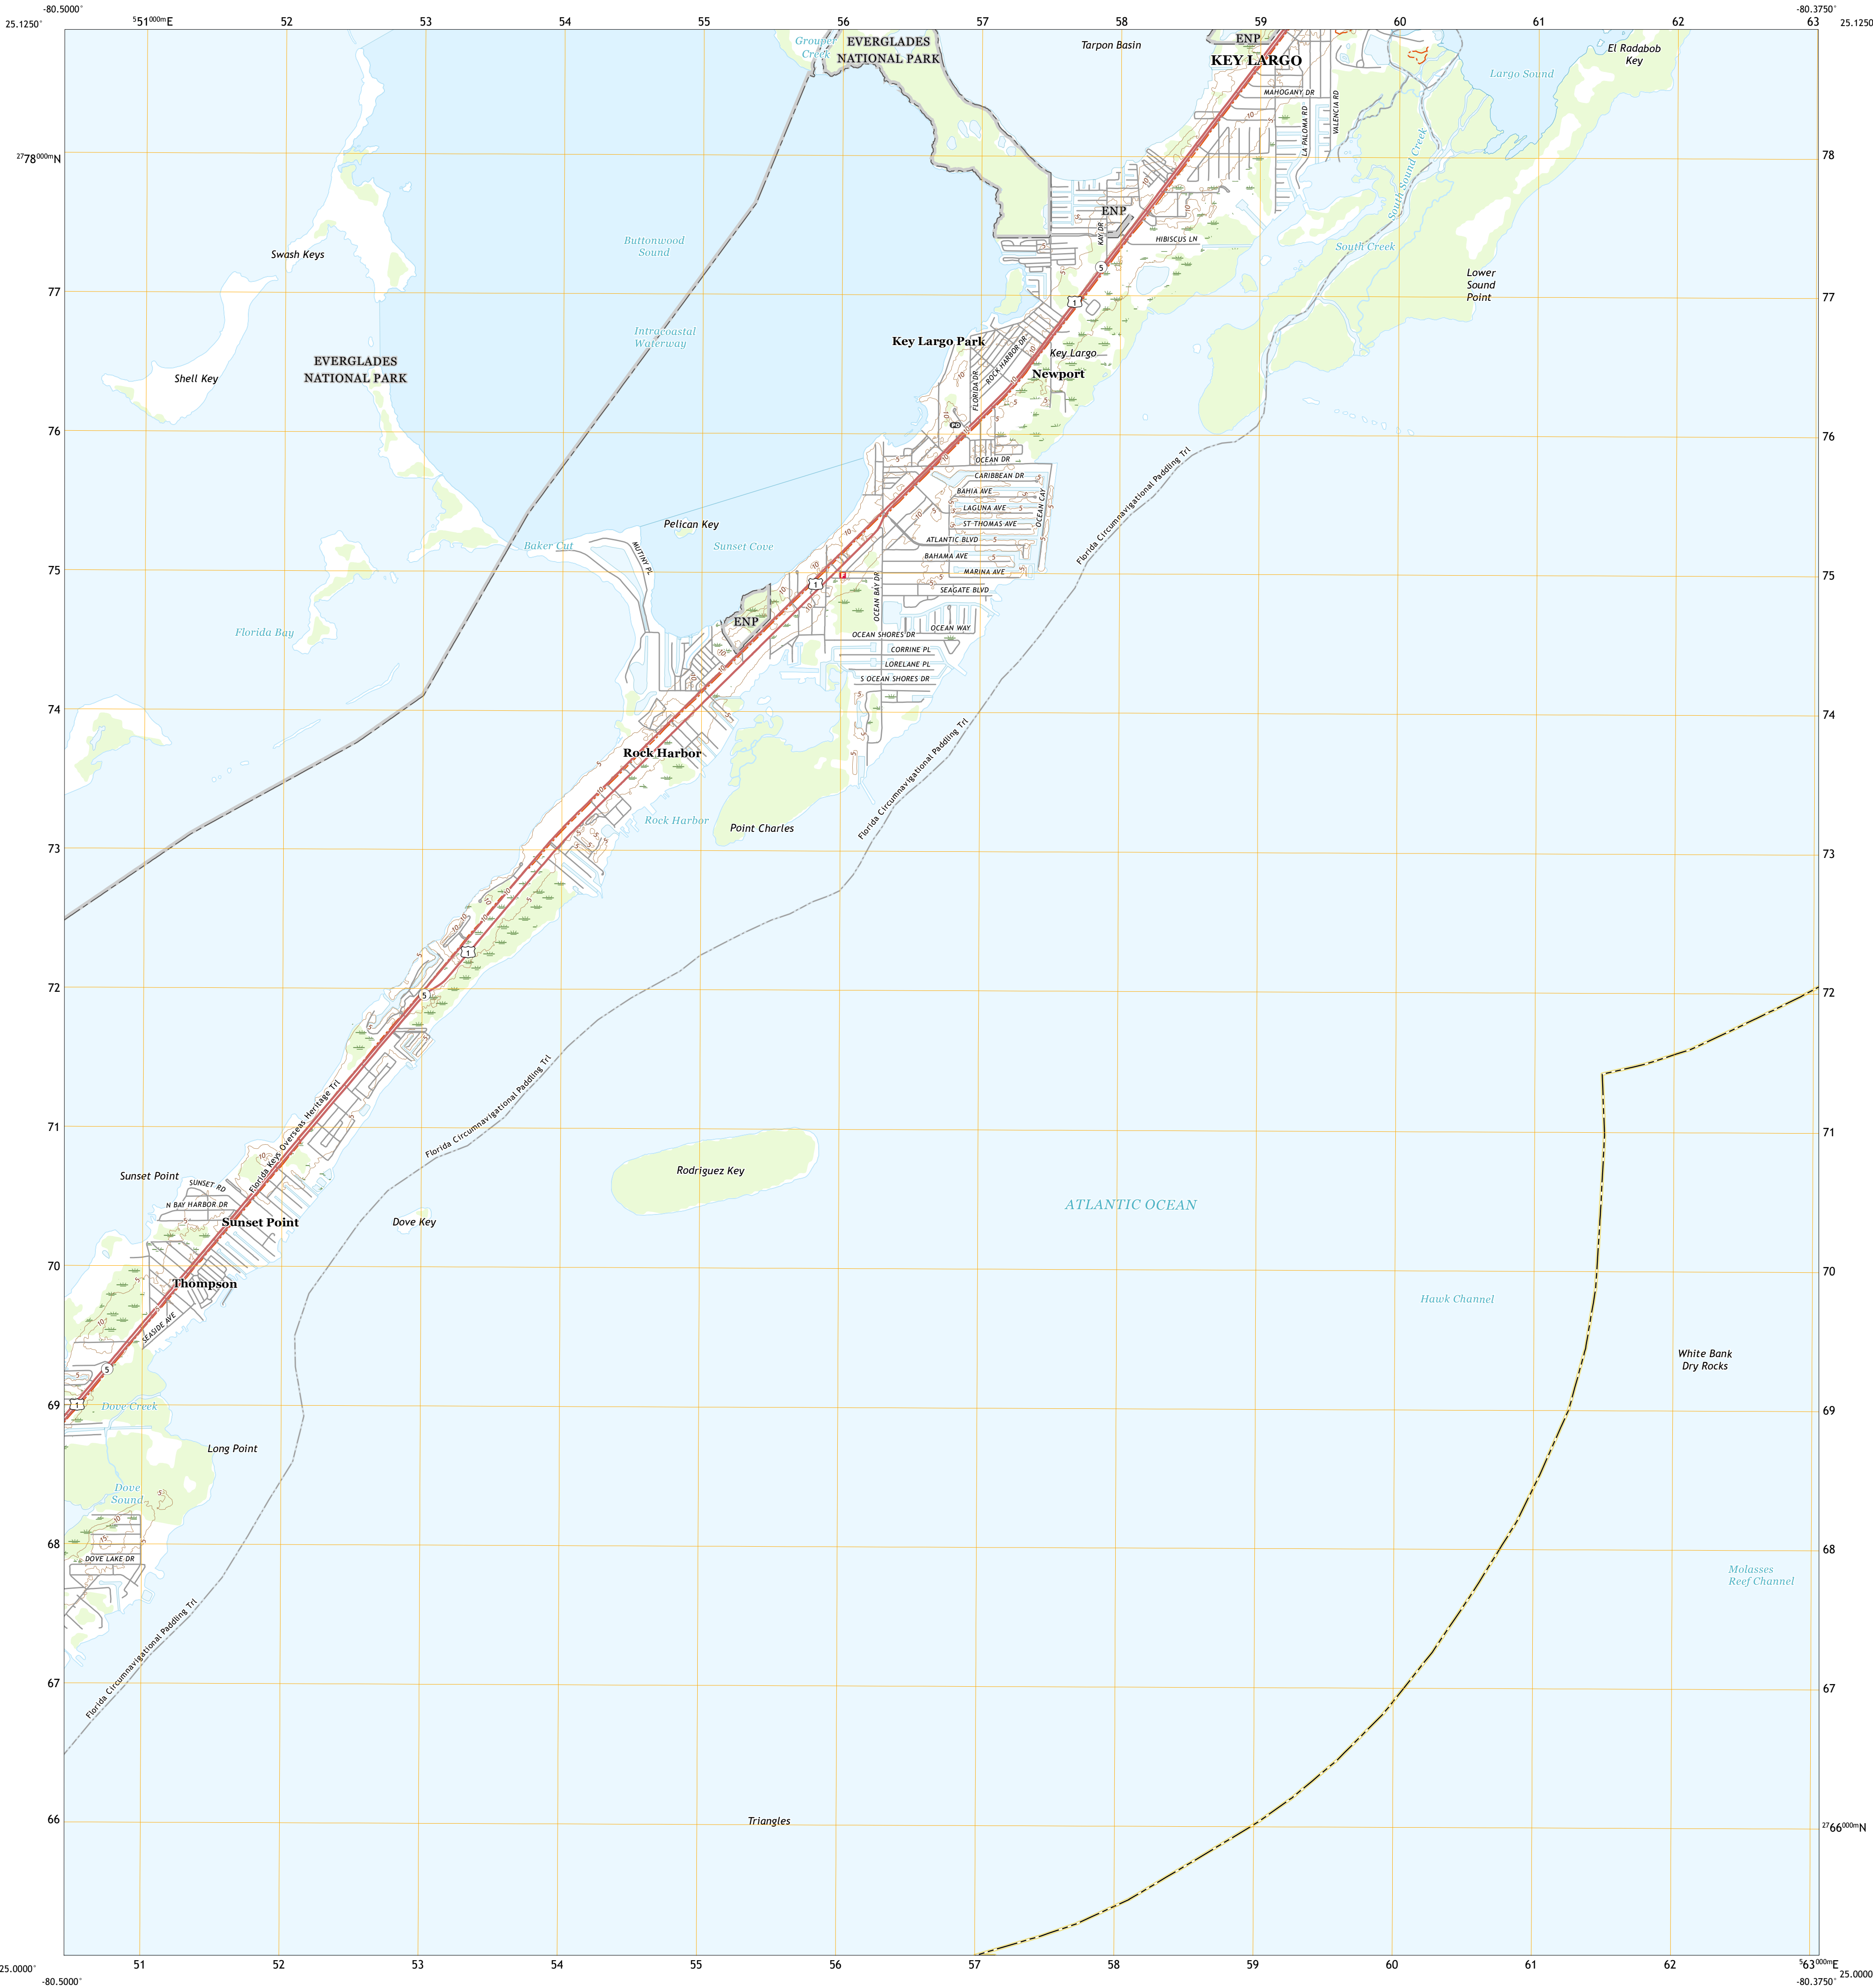 -80.5000°
-80.3750°
25.1250°
⁵51⁰⁰⁰ᵐE
52
53
54
55
56
57
58
59
60
61
62
63
25.1250°
Grouper
Creek
EVERGLADES
NATIONAL PARK
Tarpon Basin
ENP
KEY LARGO
El Radabob
Key
Largo Sound
MAHOGANY DR
LA PALOMA RD
VALENCIA RD
²⁷78⁰⁰⁰ᵐN
78
South Sound Creek
ENP
KAY DR
HIBISCUS LN
South Creek
Buttonwood
Sound
Swash Keys
5
Lower
Sound
Point
77
77
1
Intracoastal
Waterway
Key Largo Park
ROCK HARBOR DR
Key Largo
Newport
EVERGLADES
NATIONAL PARK
Shell Key
FLORIDA DR
PO
76
76
OCEAN DR
CARIBBEAN DR
BAHIA AVE
OCEAN CAY
LAGUNA AVE
ST THOMAS AVE
ATLANTIC BLVD
BAHAMA AVE
MARINA AVE
SEAGATE BLVD
OCEAN BAY DR
Florida Circumnavigational Paddling Trl
Pelican Key
Sunset Cove
Baker Cut
MUTINY PL
75
75
1
F
ENP
OCEAN WAY
OCEAN SHORES DR
CORRINE PL
LORELANE PL
S OCEAN SHORES DR
Florida Bay
74
74
Florida Circumnavigational Paddling Trl
Rock Harbor
Rock Harbor
Point Charles
73
73
1
72
5
72
Florida Circumnavigational Paddling Trl
Florida Keys Overseas Heritage Trl
71
71
Sunset Point
SUNSET RD
N BAY HARBOR DR
Sunset Point
Rodriguez Key
Dove Key
ATLANTIC OCEAN
70
70
Thompson
SEASIDE AVE
Hawk Channel
White Bank
Dry Rocks
5
1
69
69
Dove Creek
Long Point
Dove
Sound
68
68
DOVE LAKE DR
Molasses
Reef Channel
Florida Circumnavigational Paddling Trl
67
67
Triangles
66
²⁷66⁰⁰⁰ᵐN
25.0000°
51
52
53
54
55
56
57
58
59
60
61
62
⁵63⁰⁰⁰ᵐE
25.0000
-80.5000°
-80.3750°